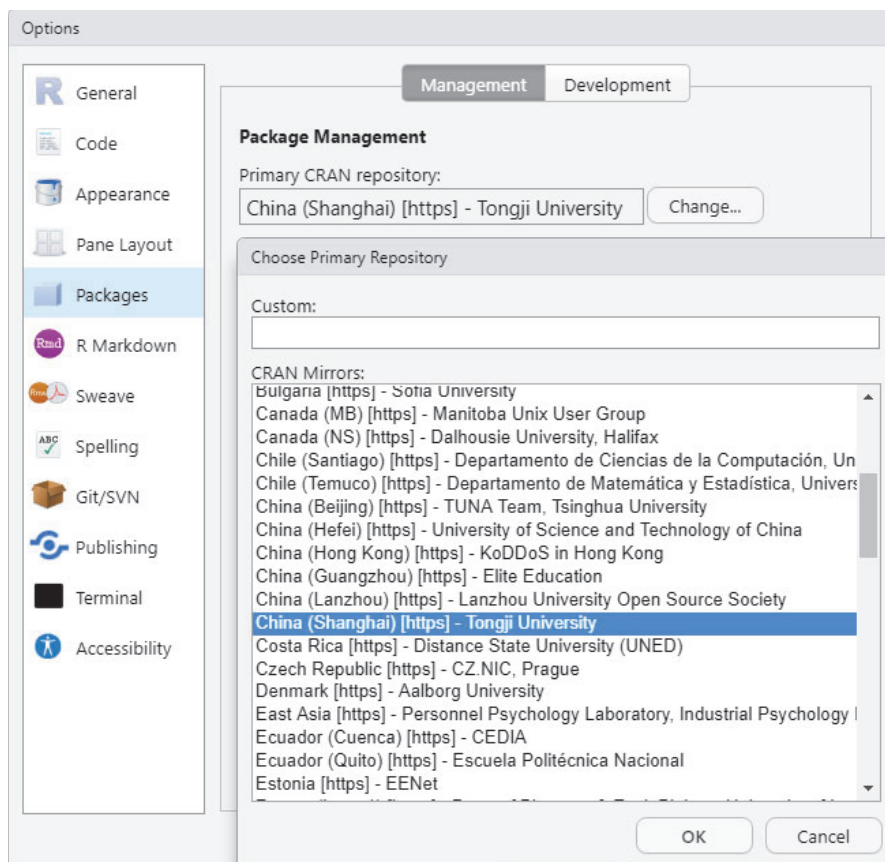 Options
General
Code
Appearance
Pane Layout
Packages
Rmd R Markdown
Sweave
ABC Spelling
Git/SVN
Publishing
Terminal
Accessibility
Management Development
Package Management
Primary CRAN repository:
China (Shanghai) [https] - Tongji University Change...
Choose Primary Repository
Custom:
CRAN Mirrors:
Bulgaria [https] - Sofia University
Canada (MB) [https] - Manitoba Unix User Group
Canada (NS) [https] - Dalhousie University, Halifax
Chile (Santiago) [https] - Departamento de Ciencias de la Computación, Un
Chile (Temuco) [https] - Departamento de Matemática y Estadística, Univers
China (Beijing) [https] - TUNA Team, Tsinghua University
China (Hefei) [https] - University of Science and Technology of China
China (Hong Kong) [https] - KoDDoS in Hong Kong
China (Guangzhou) [https] - Elite Education
China (Lanzhou) [https] - Lanzhou University Open Source Society
China (Shanghai) [https] - Tongji University
Costa Rica [https] - Distance State University (UNED)
Czech Republic [https] - CZ.NIC, Prague
Denmark [https] - Aalborg University
East Asia [https] - Personnel Psychology Laboratory, Industrial Psychology
Ecuador (Cuenca) [https] - CEDIA
Ecuador (Quito) [https] - Escuela Politécnica Nacional
Estonia [https] - EENet
OK Cancel